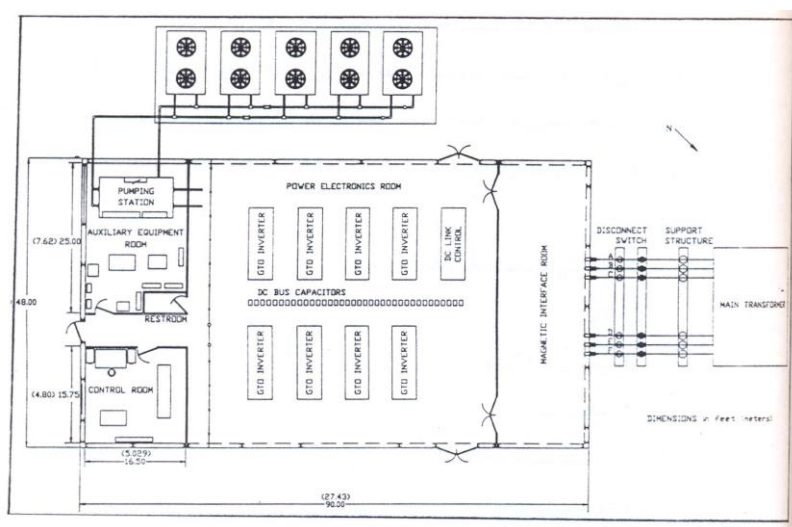 N
POWER ELECTRONICS ROOM
PUMPING
STATION
AUXILIARY EQUIPMENT
ROOM
(7.62) 25.00
48.00
GTO INVERTER
GTO INVERTER
GTO INVERTER
GTO INVERTER
DC LINK
CONTROL
DC BUS CAPACITORS
RESTROOM
GTO INVERTER
GTO INVERTER
GTO INVERTER
GTO INVERTER
CONTROL ROOM
(4.80) 15.75
(5.029)
16.50
(27.43)
90.00
MAGNETIC INTERFACE ROOM
DISCONNECT
SWITCH
SUPPORT
STRUCTURE
A
B
C
MAIN TRANSFORMER
DIMENSIONS in feet (meters)